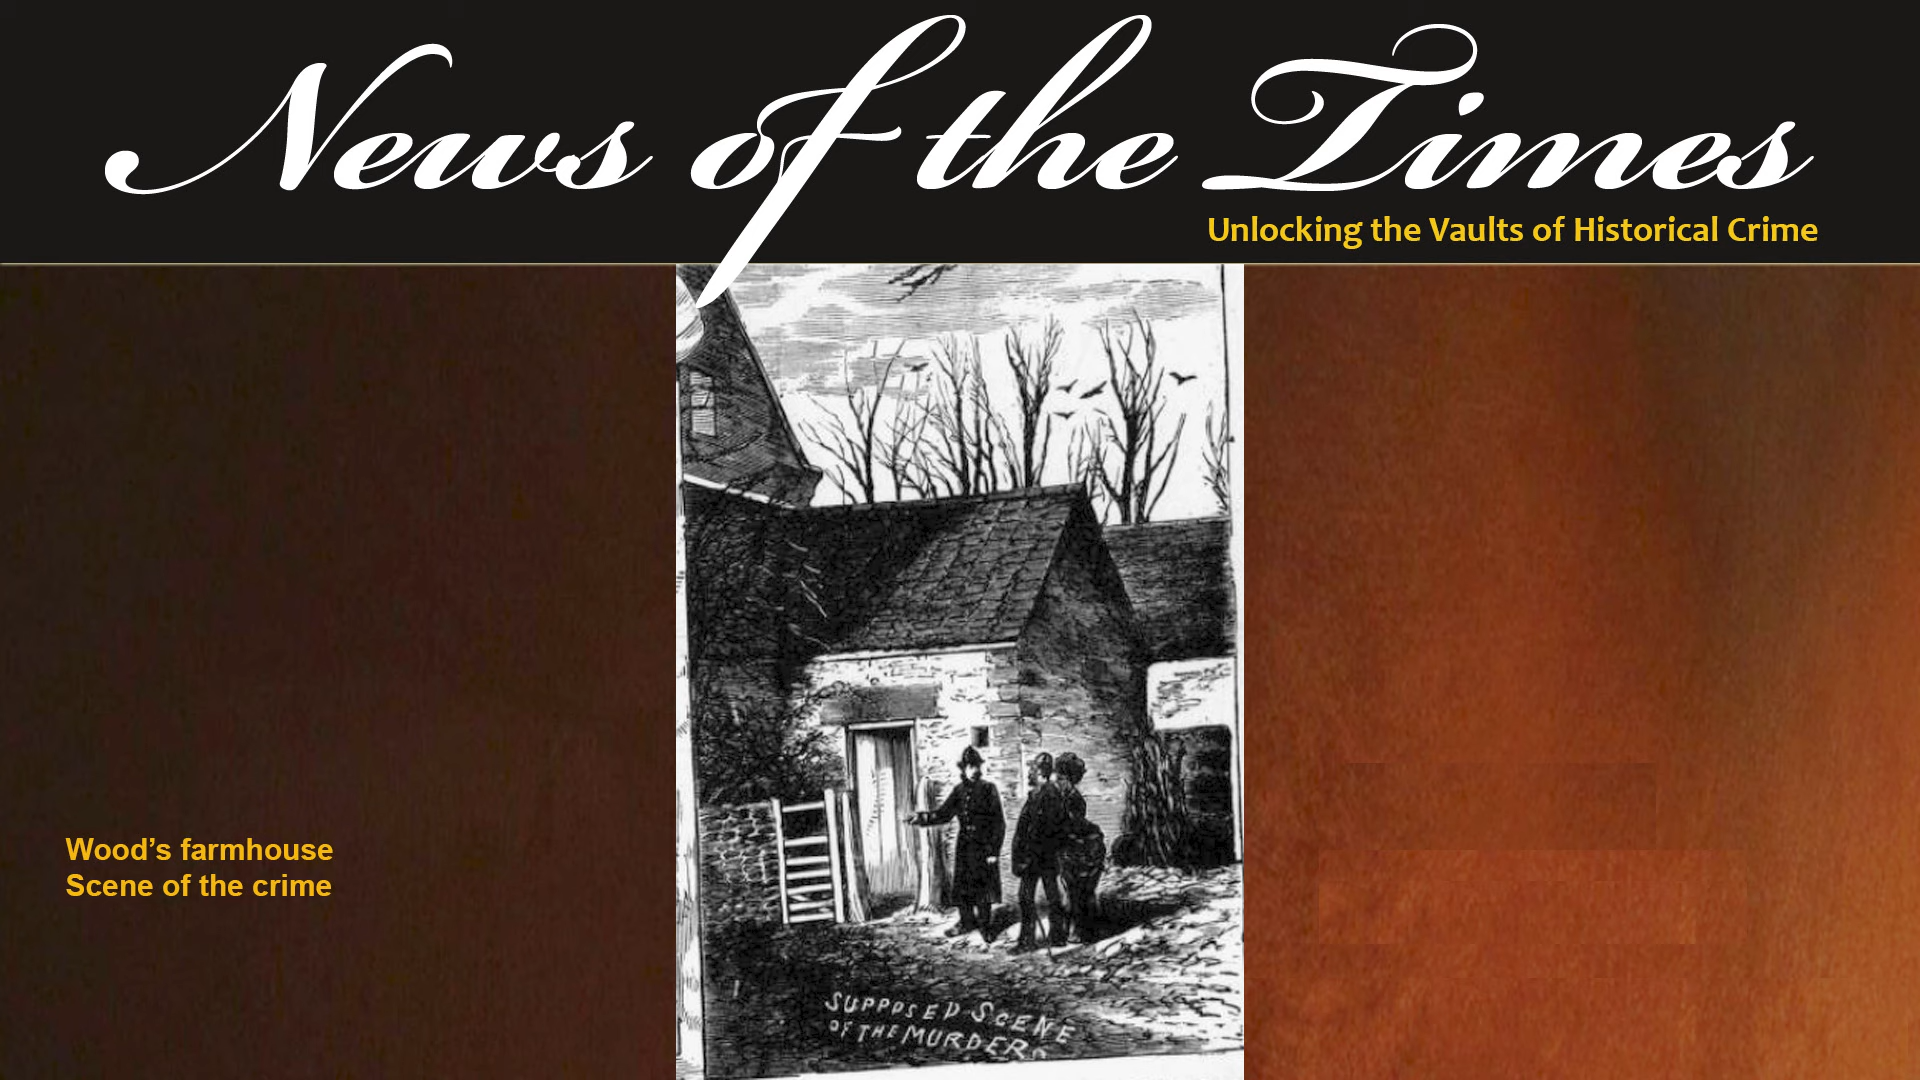 News of the Times
Unlocking the Vaults of Historical Crime
Wood’s farmhouse
Scene of the crime
SUPPOSED SCENE
OF THE MURDER